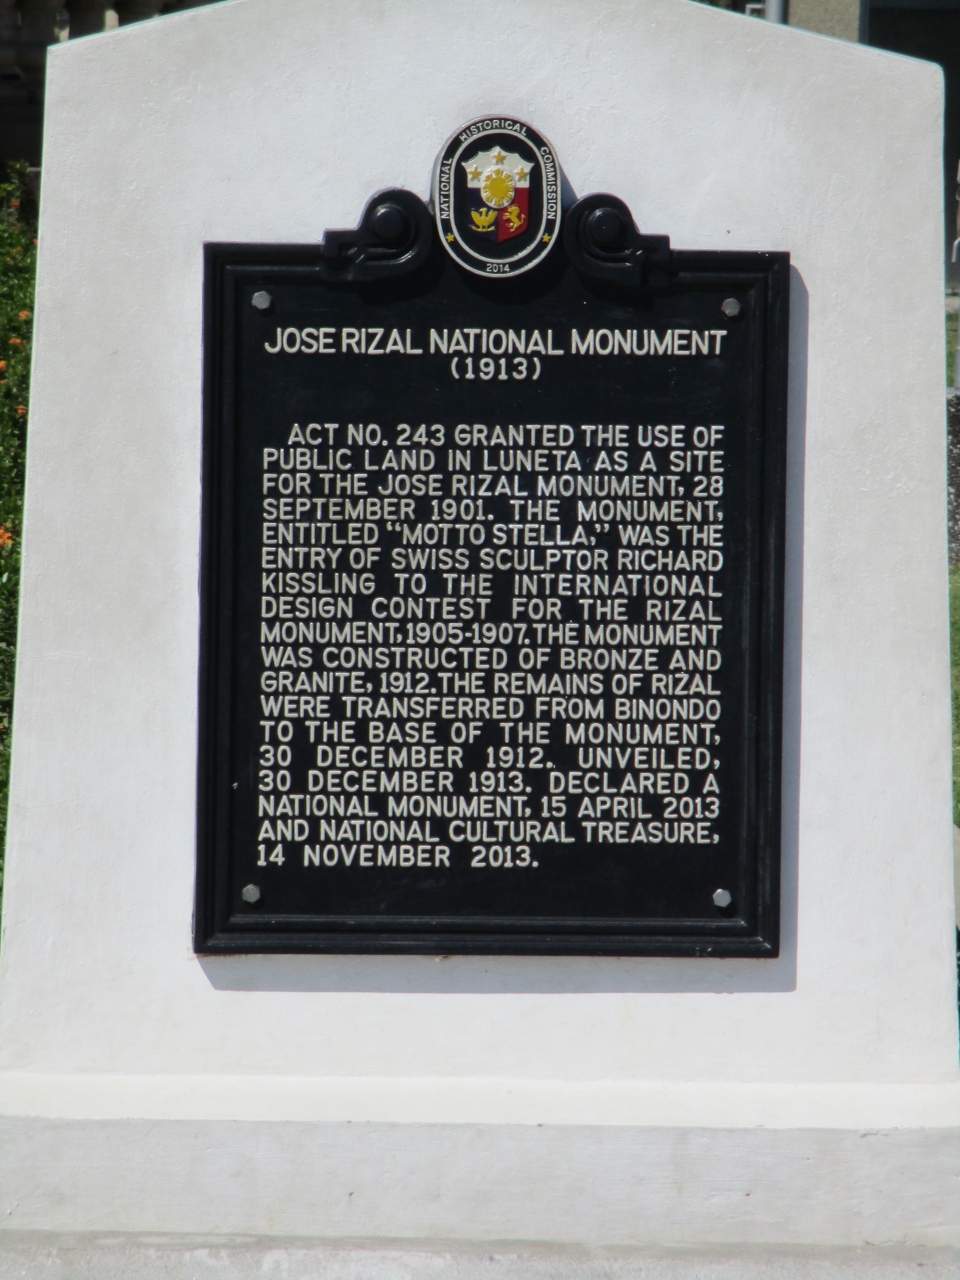 NATIONAL HISTORICAL COMMISSION
2014
JOSE RIZAL NATIONAL MONUMENT
(1913)
ACT NO. 243 GRANTED THE USE OF
PUBLIC LAND IN LUNETA AS A SITE
FOR THE JOSE RIZAL MONUMENT, 28
SEPTEMBER 1901. THE MONUMENT,
ENTITLED “MOTTO STELLA,” WAS THE
ENTRY OF SWISS SCULPTOR RICHARD
KISSLING TO THE INTERNATIONAL
DESIGN CONTEST FOR THE RIZAL
MONUMENT, 1905-1907. THE MONUMENT
WAS CONSTRUCTED OF BRONZE AND
GRANITE, 1912. THE REMAINS OF RIZAL
WERE TRANSFERRED FROM BINONDO
TO THE BASE OF THE MONUMENT,
30 DECEMBER 1912. UNVEILED,
30 DECEMBER 1913. DECLARED A
NATIONAL MONUMENT, 15 APRIL 2013
AND NATIONAL CULTURAL TREASURE,
14 NOVEMBER 2013.